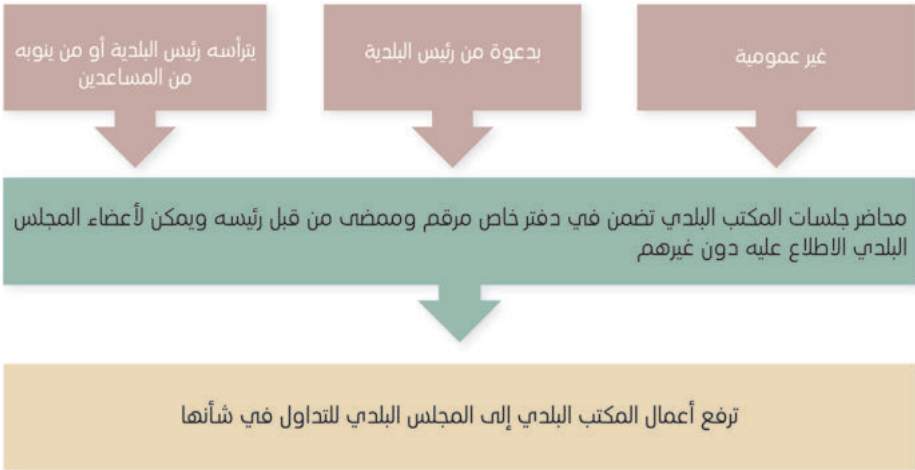 غير عمومية
بدعوة من رئيس البلدية
يترأسه رئيس البلدية أو من ينوبه
من المساعدين
محاضر جلسات المكتب البلدي تضمن في دفتر خاص مرقم وممضى من قبل رئيسه ويمكن لأعضاء المجلس
البلدي الاطلاع عليه دون غيرهم
ترفع أعمال المكتب البلدي إلى المجلس البلدي للتداول في شأنها